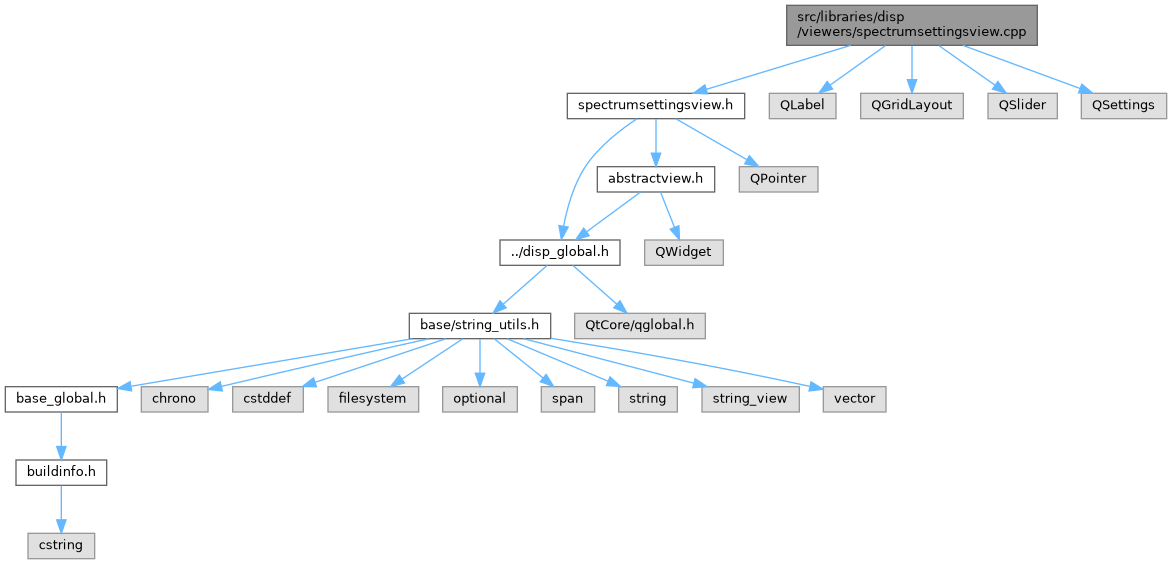 src/libraries/disp
/viewers/spectrumsettingsview.cpp
spectrumsettingsview.h
QLabel
QGridLayout
QSlider
QSettings
abstractview.h
QPointer
../disp_global.h
QWidget
base/string_utils.h
QtCore/qglobal.h
base_global.h
chrono
cstddef
filesystem
optional
span
string
string_view
vector
buildinfo.h
cstring